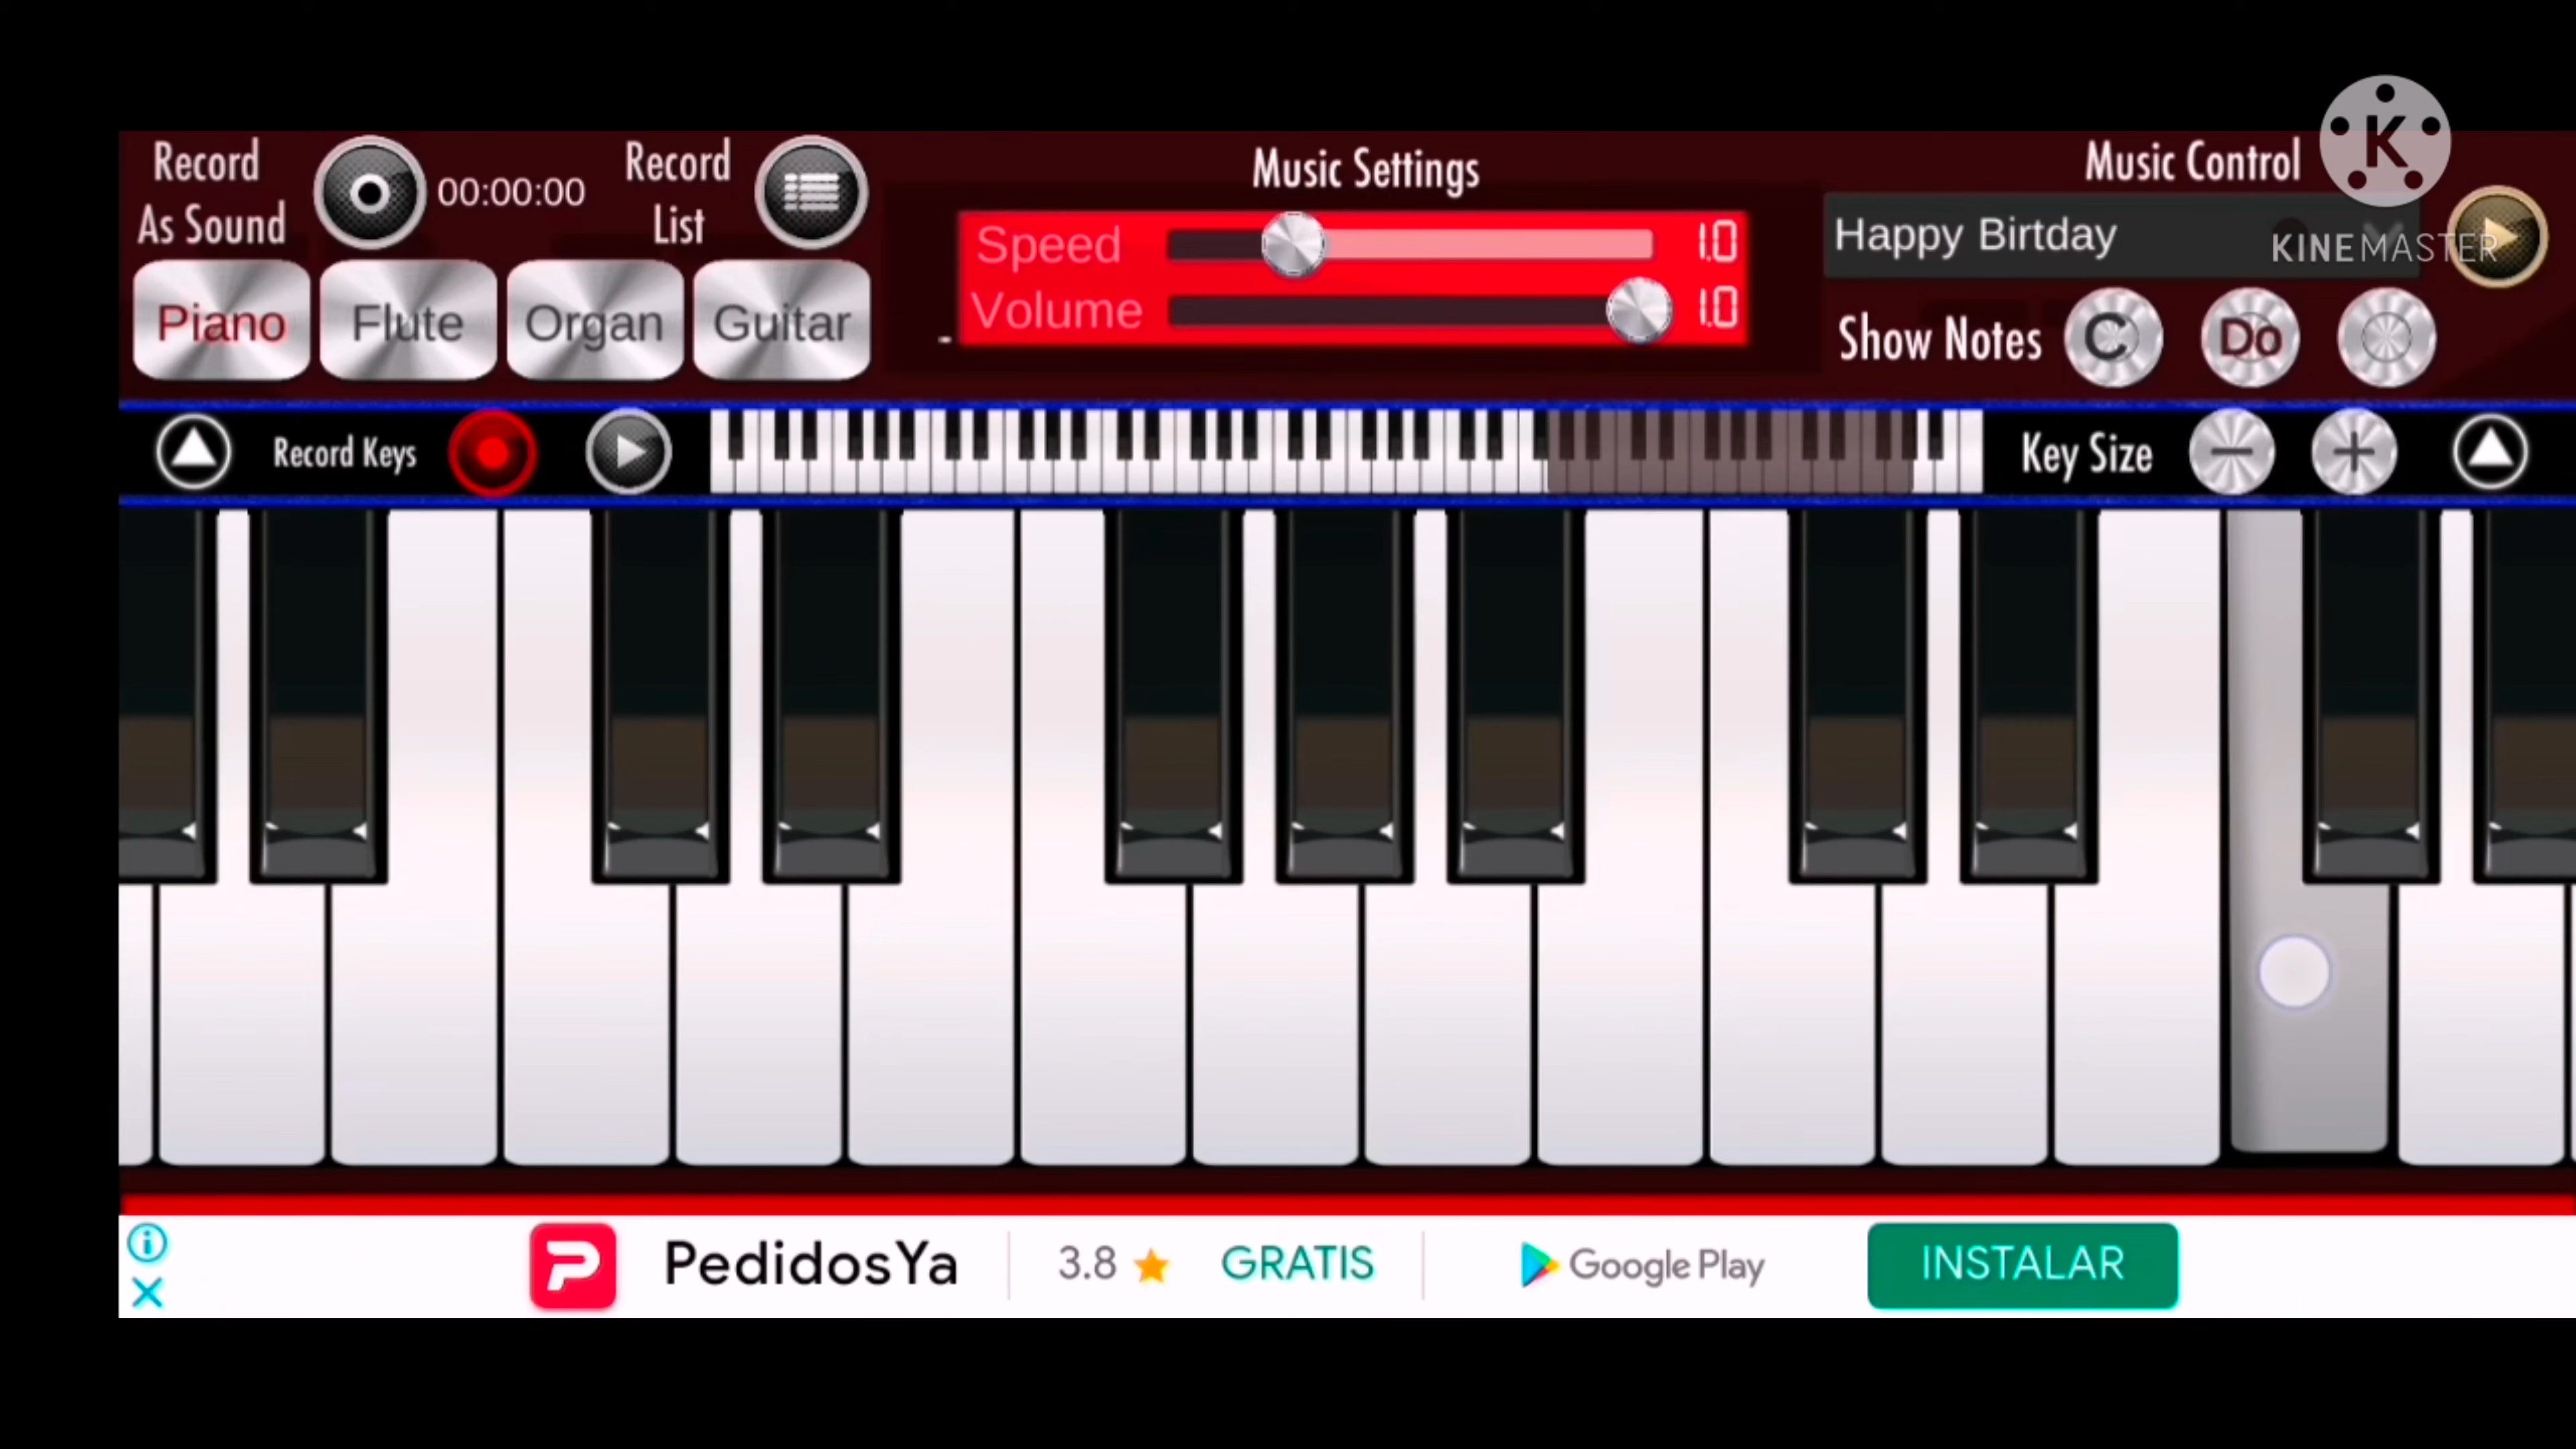 Record
As Sound
00:00:00
Record
List
Music Settings
Music Control
K
KINEMASTER
Speed 1.0
Volume 1.0
Happy Birtday
Piano Flute Organ Guitar
Show Notes C Do
Record Keys
Key Size - +
PedidosYa 3.8 GRATIS Google Play INSTALAR